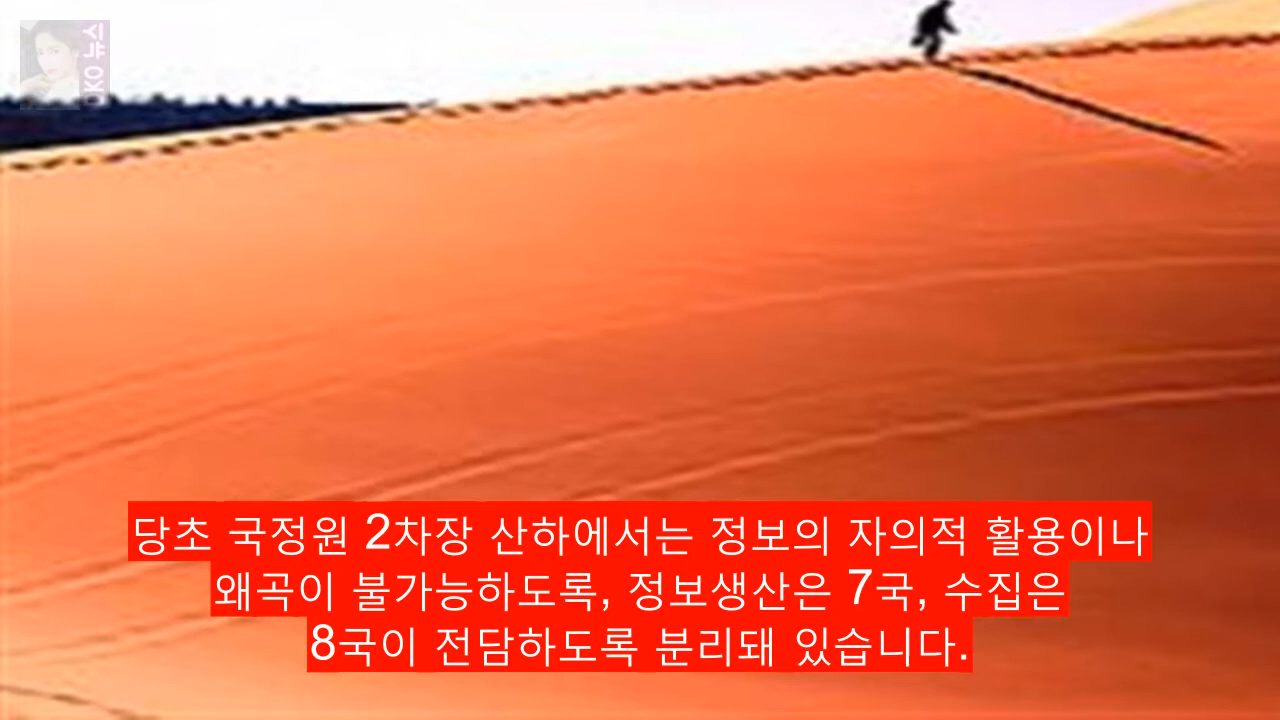 뉴스 OKO
당초 국정원 2차장 산하에서는 정보의 자의적 활용이나
왜곡이 불가능하도록, 정보생산은 7국, 수집은
8국이 전담하도록 분리돼 있습니다.